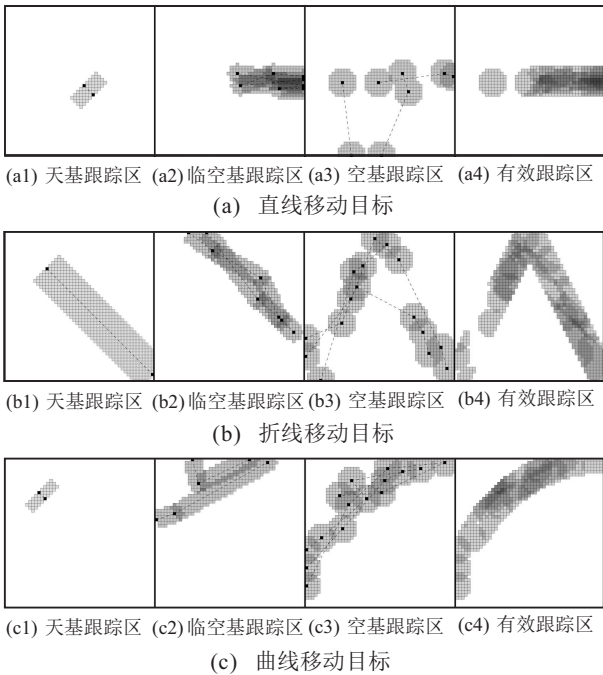 (a1) 天基跟踪区 (a2) 临空基跟踪区 (a3) 空基跟踪区 (a4) 有效跟踪区
(a) 直线移动目标
(b1) 天基跟踪区 (b2) 临空基跟踪区 (b3) 空基跟踪区 (b4) 有效跟踪区
(b) 折线移动目标
(c1) 天基跟踪区 (c2) 临空基跟踪区 (c3) 空基跟踪区 (c4) 有效跟踪区
(c) 曲线移动目标